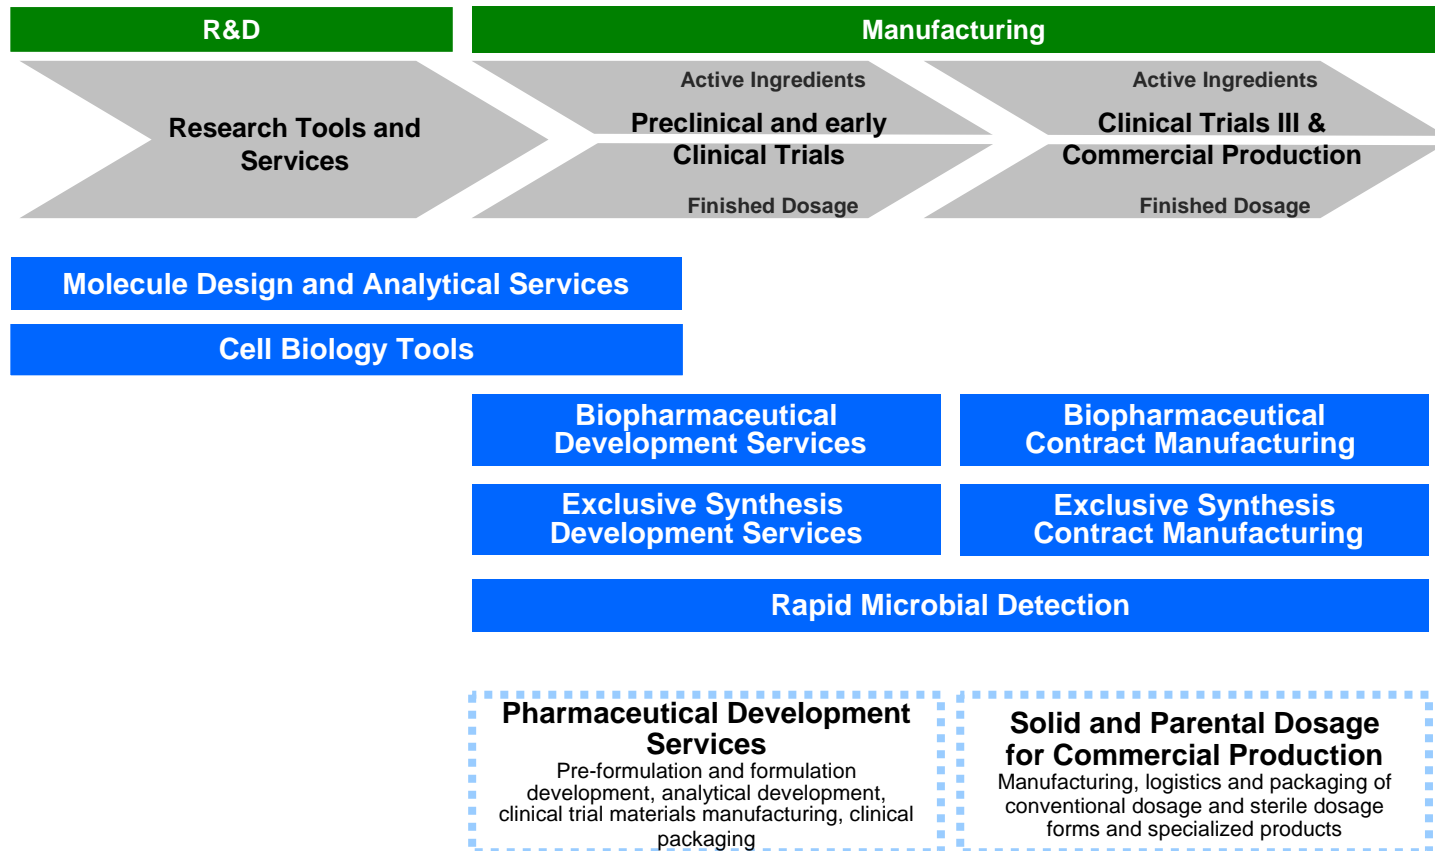 R&D
Manufacturing
Research Tools and
Services
Active Ingredients
Preclinical and early
Clinical Trials
Finished Dosage
Active Ingredients
Clinical Trials III &
Commercial Production
Finished Dosage
Molecule Design and Analytical Services
Cell Biology Tools
Biopharmaceutical
Development Services
Biopharmaceutical
Contract Manufacturing
Exclusive Synthesis
Development Services
Exclusive Synthesis
Contract Manufacturing
Rapid Microbial Detection
Pharmaceutical Development
Services
Pre-formulation and formulation
development, analytical development,
clinical trial materials manufacturing, clinical
packaging
Solid and Parental Dosage
for Commercial Production
Manufacturing, logistics and packaging of
conventional dosage and sterile dosage
forms and specialized products